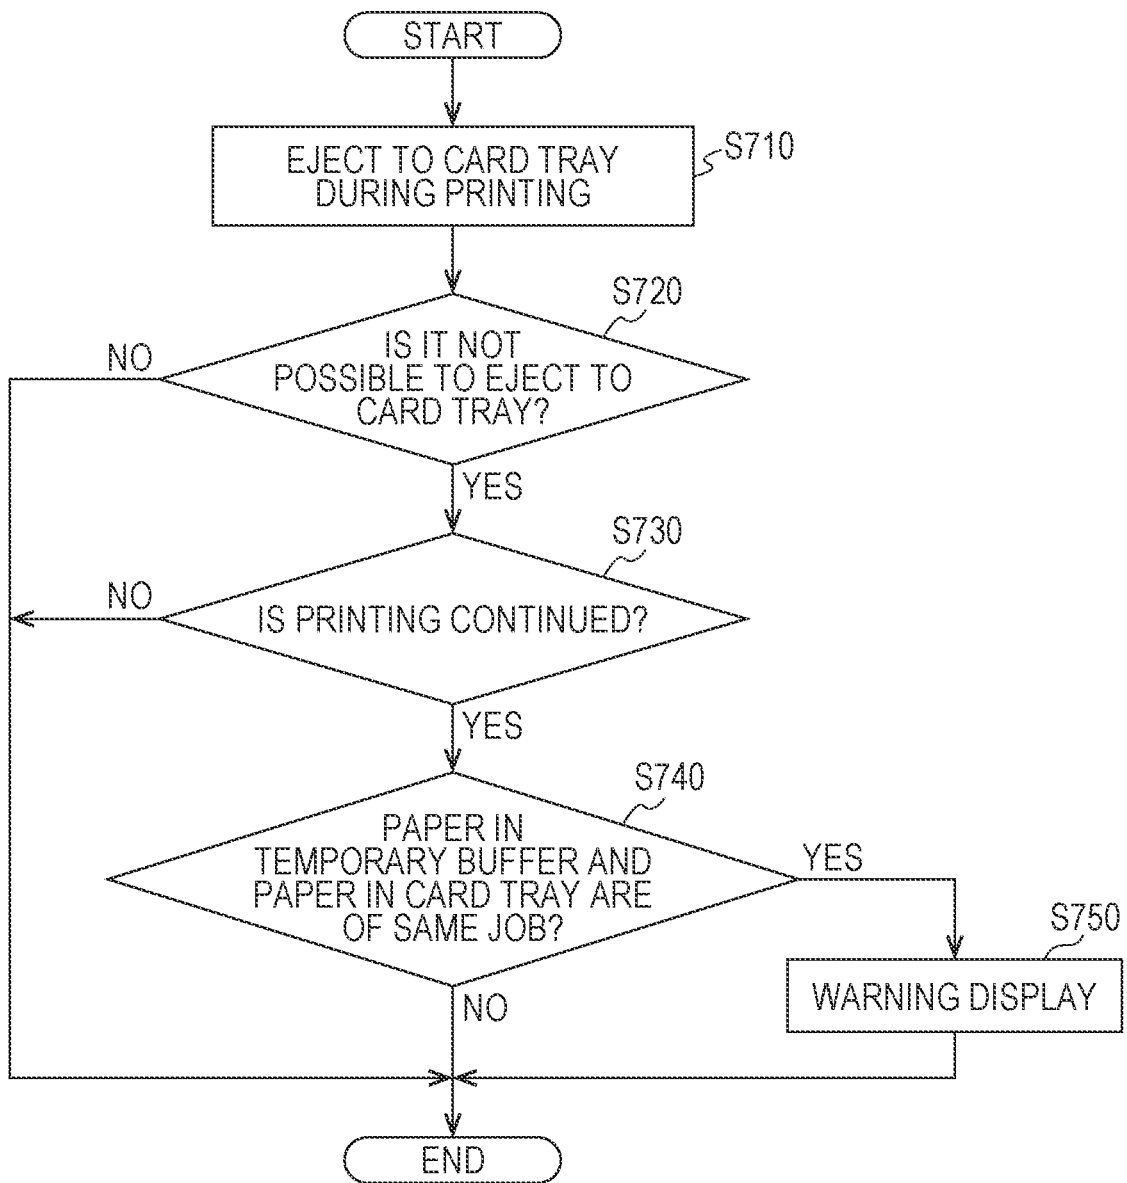 START
EJECT TO CARD TRAY
DURING PRINTING
S710
S720
IS IT NOT
POSSIBLE TO EJECT TO
CARD TRAY?
NO
YES
S730
IS PRINTING CONTINUED?
NO
YES
S740
PAPER IN
TEMPORARY BUFFER AND
PAPER IN CARD TRAY ARE
OF SAME JOB?
YES
NO
S750
WARNING DISPLAY
END